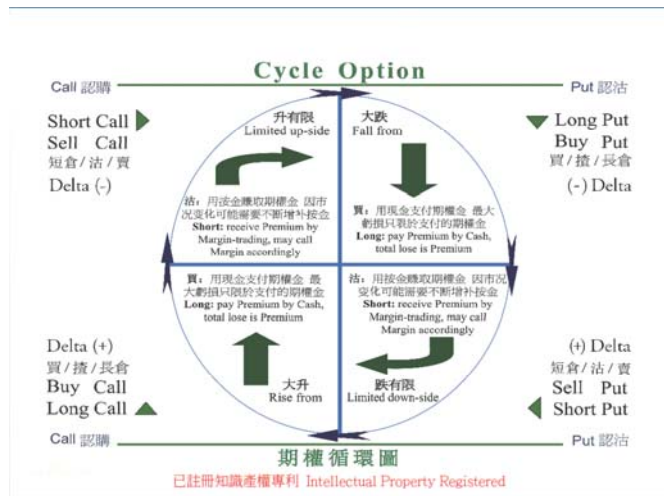 Cycle Option
Call 認購
Put 認沽
Short Call
Sell Call
短倉/沽/賣
Delta (-)
升有限
Limited up-side
沽: 用按金賺取期權金 因市
況变化可能需要不斷增补按金
Short: receive Premium by
Margin-trading, may call
Margin accordingly
大跌
Fall from
買: 用現金支付期權金 最大
虧損只限於支付的期權金
Long: pay Premium by Cash,
total lose is Premium
Long Put
Buy Put
買/揸/長倉
(-) Delta
買: 用現金支付期權金 最
大虧損只限於支付的期權金
Long: pay Premium by Cash,
total lose is Premium
大升
Rise from
沽: 用按金賺取期權金 因市況
变化可能需要不斷增补按金
Short: receive Premium by
Margin-trading, may call
Margin accordingly
跌有限
Limited down-side
Delta (+)
買/揸/長倉
Buy Call
Long Call
(+) Delta
短倉/沽/賣
Sell Put
Short Put
Call 認購
Put 認沽
期權循環圖
已註冊知識產權專利 Intellectual Property Registered